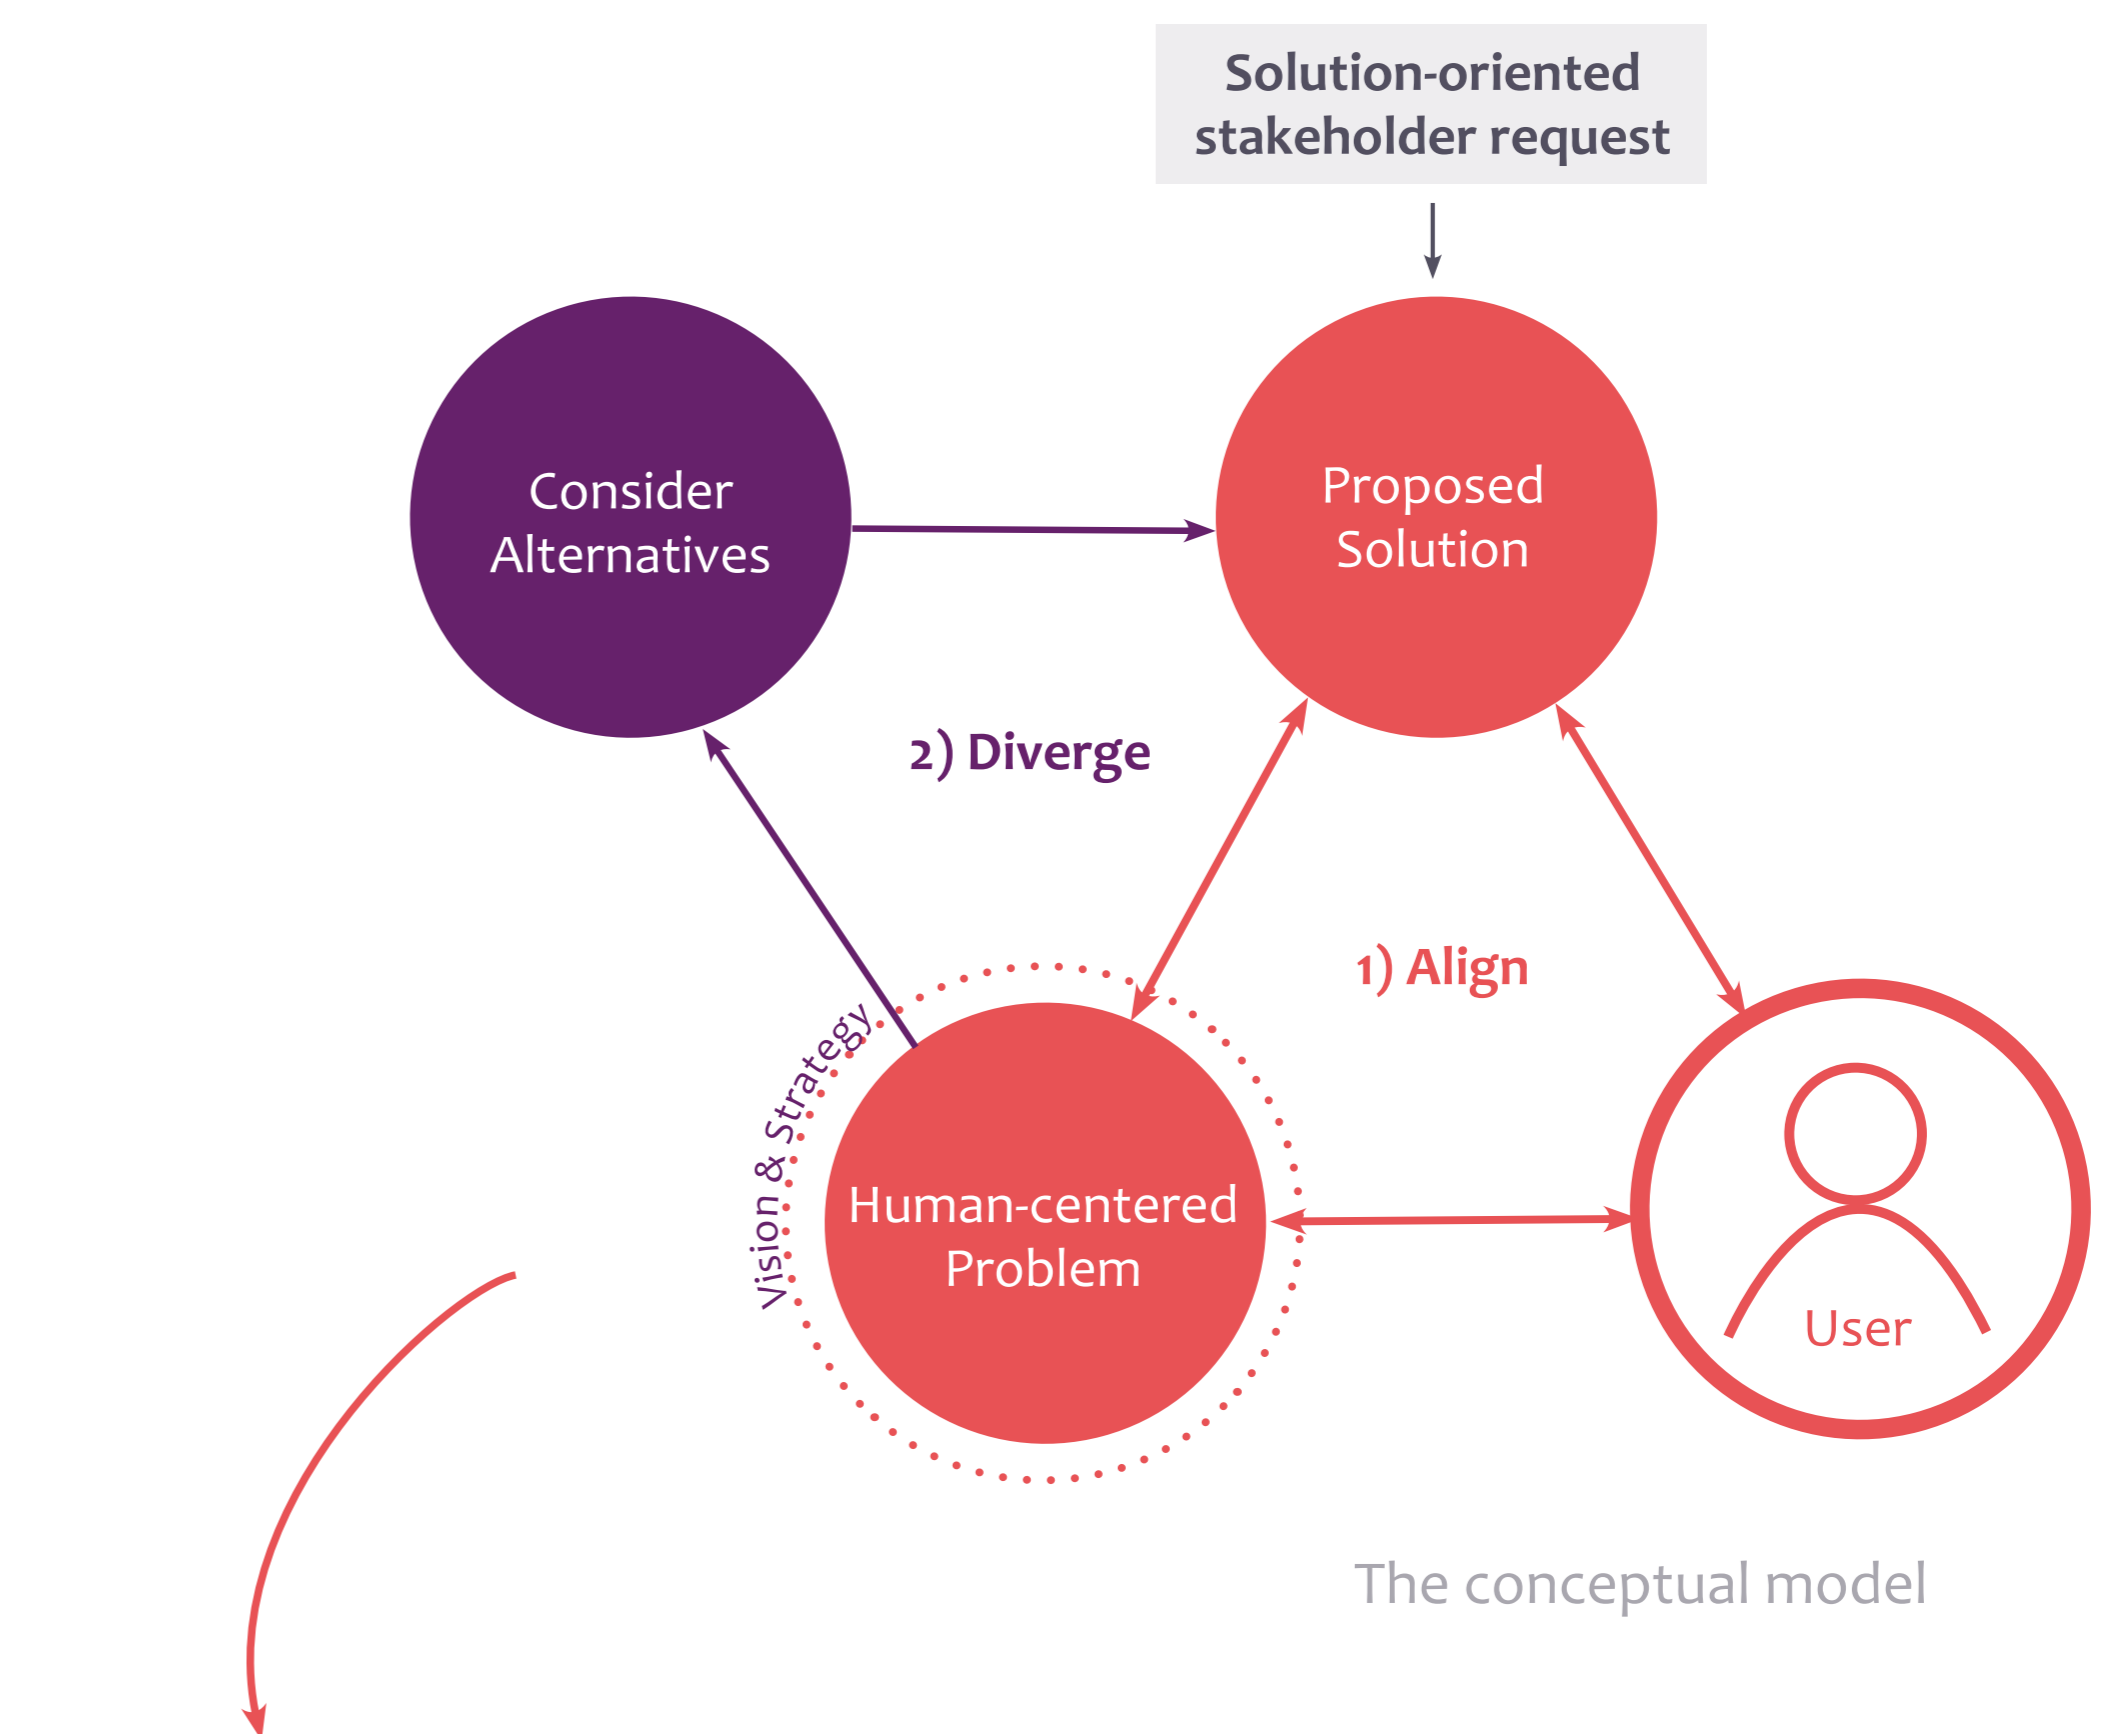 Solution-oriented
stakeholder request
Consider
Alternatives
Proposed
Solution
2) Diverge
1) Align
Vision & Strategy
Human-centered
Problem
User
The conceptual model